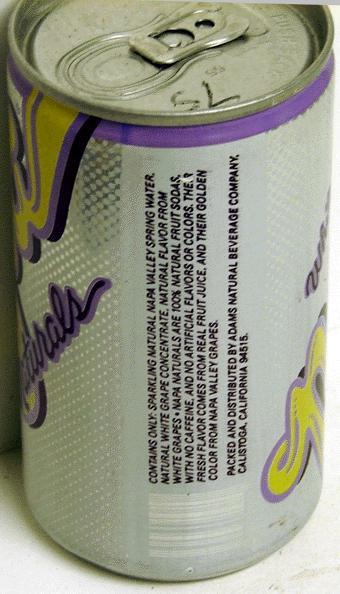 CONTAINS ONLY: SPARKLING NATURAL NAPA VALLEY SPRING WATER,
NATURAL WHITE GRAPE CONCENTRATE, NATURAL FLAVOR FROM
WHITE GRAPES • NAPA NATURALS ARE 100% NATURAL FRUIT SODAS,
WITH NO CAFFEINE, AND NO ARTIFICIAL FLAVORS OR COLORS. THEIR
FRESH FLAVOR COMES FROM REAL FRUIT JUICE, AND THEIR GOLDEN
COLOR FROM NAPA VALLEY GRAPES.
PACKED AND DISTRIBUTED BY ADAMS NATURAL BEVERAGE COMPANY,
CALISTOGA, CALIFORNIA 94515.